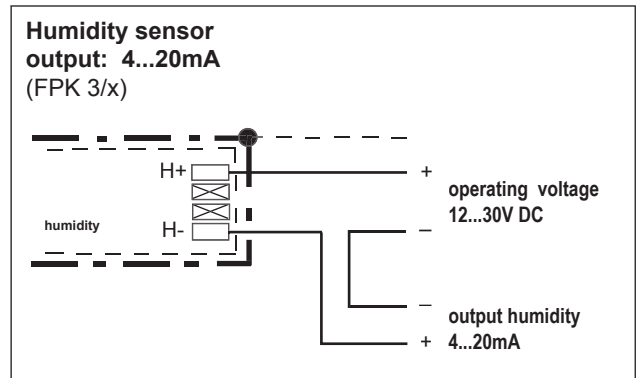 Humidity sensor
output: 4...20mA
(FPK 3/x)
H+
+
operating voltage
12...30V DC
humidity
H-
–
–
output humidity
+ 4...20mA